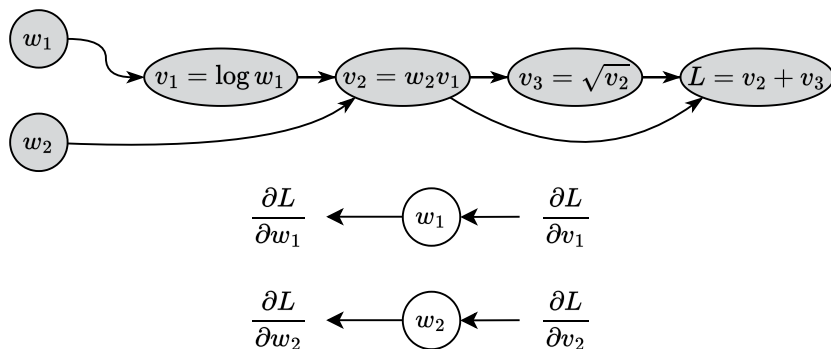 w₁
v₁ = log w₁
v₂ = w₂v₁
v₃ = √v₂
L = v₂ + v₃
w₂
∂L/∂w₁
w₁
∂L/∂v₁
∂L/∂w₂
w₂
∂L/∂v₂